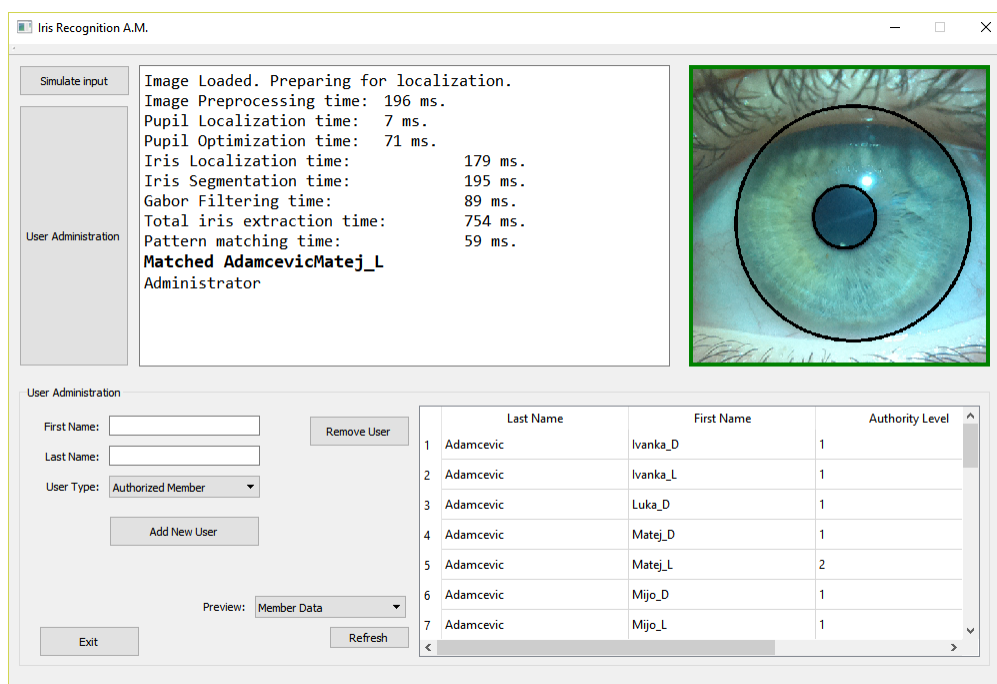 Iris Recognition A.M.
Simulate input
User Administration
Image Loaded. Preparing for localization.
Image Preprocessing time: 196 ms.
Pupil Localization time: 7 ms.
Pupil Optimization time: 71 ms.
Iris Localization time: 179 ms.
Iris Segmentation time: 195 ms.
Gabor Filtering time: 89 ms.
Total iris extraction time: 754 ms.
Pattern matching time: 59 ms.
Matched AdamcevicMatej_L
Administrator
User Administration
First Name:
Last Name:
User Type: Authorized Member
Add New User
Remove User
Preview: Member Data
Refresh
Exit
Last Name First Name Authority Level
1 Adamcevic Ivanka_D 1
2 Adamcevic Ivanka_L 1
3 Adamcevic Luka_D 1
4 Adamcevic Matej_D 1
5 Adamcevic Matej_L 2
6 Adamcevic Mijo_D 1
7 Adamcevic Mijo_L 1